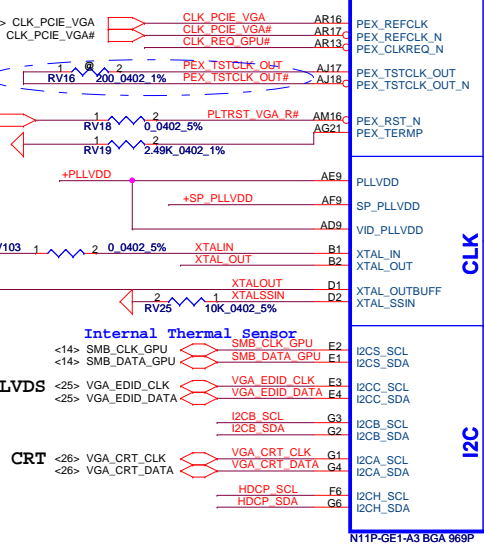 > CLK_PCIE_VGA CLK_PCIE_VGA AR16 PEX_REFCLK
CLK_PCIE_VGA# CLK_PCIE_VGA# AR17 PEX_REFCLK_N
CLK_REQ_GPU# AR13 PEX_CLKREQ_N
1 @ 2 PEX_TSTCLK_OUT AJ17 PEX_TSTCLK_OUT
RV16 200_0402_1% PEX_TSTCLK_OUT# AJ18 PEX_TSTCLK_OUT_N
1 2 PLTRST_VGA_R# AM16 PEX_RST_N
RV18 0_0402_5% AG21 PEX_TERMP
1 2
RV19 2.49K_0402_1%
+PLLVDD AE9 PLLVDD
+SP_PLLVDD AF9 SP_PLLVDD
AD9 VID_PLLVDD
CLK
V103 1 2 0_0402_5% XTALIN B1 XTAL_IN
XTAL_OUT B2 XTAL_OUT
XTALOUT D1 XTAL_OUTBUFF
2 1 XTALSSIN D2 XTAL_SSIN
RV25 10K_0402_5%
Internal Thermal Sensor
<14> SMB_CLK_GPU SMB_CLK_GPU E2 I2CS_SCL
<14> SMB_DATA_GPU SMB_DATA_GPU E1 I2CS_SDA
LVDS <25> VGA_EDID_CLK VGA_EDID_CLK E3 I2CC_SCL
<25> VGA_EDID_DATA VGA_EDID_DATA E4 I2CC_SDA
I2CB_SCL G3 I2CB_SCL
I2CB_SDA G2 I2CB_SDA
I2C
CRT <26> VGA_CRT_CLK VGA_CRT_CLK G1 I2CA_SCL
<26> VGA_CRT_DATA VGA_CRT_DATA G4 I2CA_SDA
HDCP_SCL F6 I2CH_SCL
HDCP_SDA G6 I2CH_SDA
N11P-GE1-A3 BGA 969P